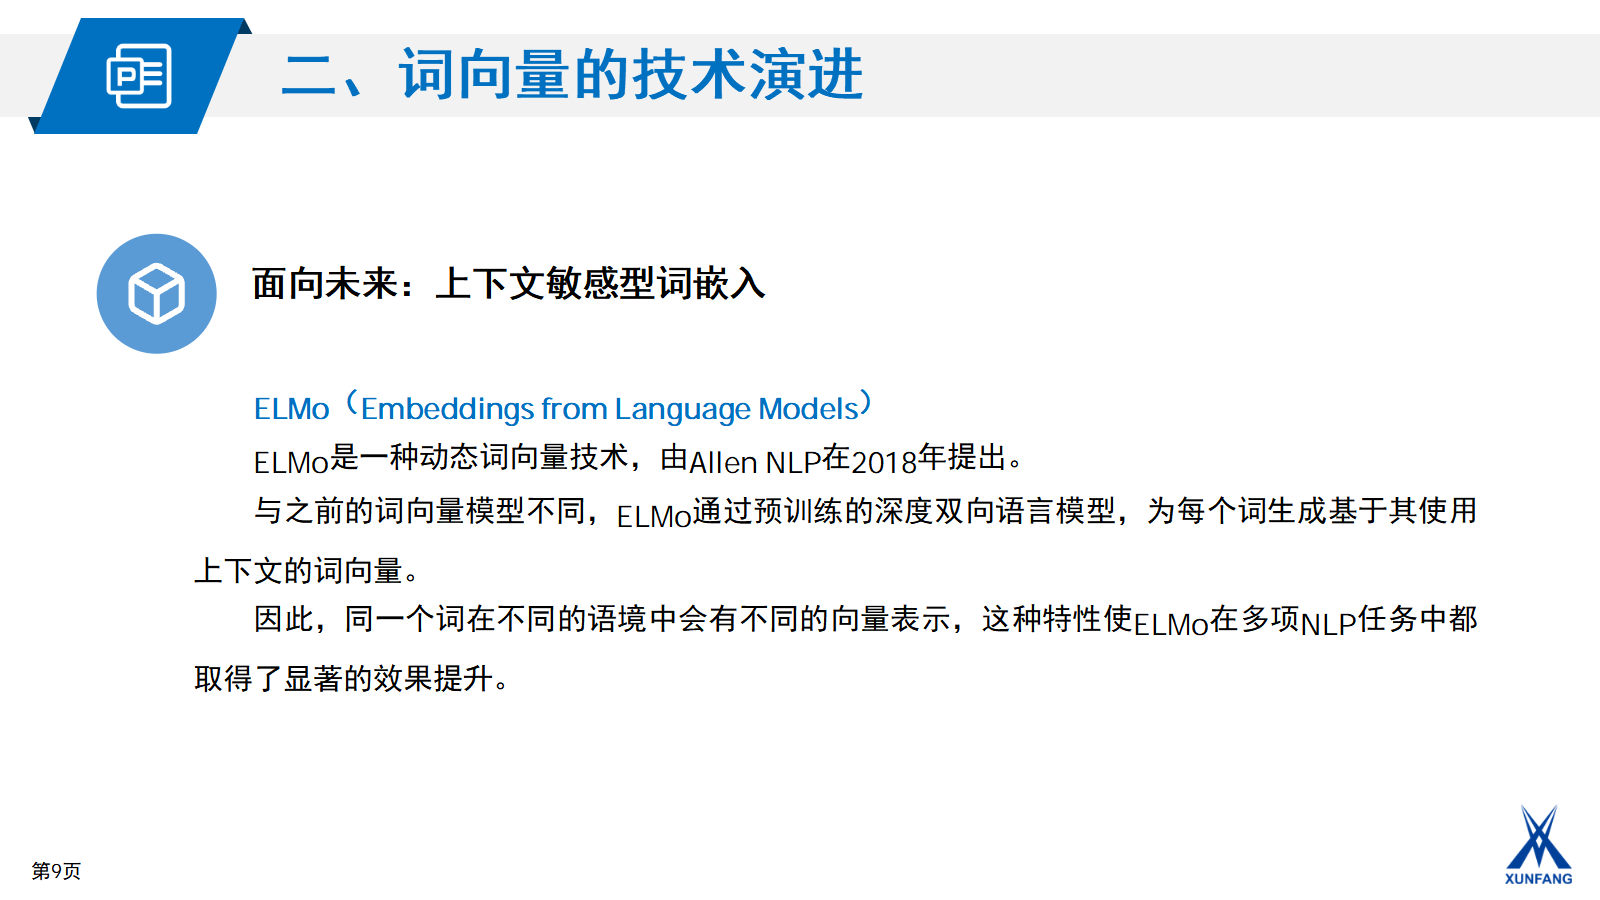 二、词向量的技术演进
面向未来：上下文敏感型词嵌入
ELMo（Embeddings from Language Models）
ELMo是一种动态词向量技术，由Allen NLP在2018年提出。
与之前的词向量模型不同，ELMo通过预训练的深度双向语言模型，为每个词生成基于其使用
上下文的词向量。
因此，同一个词在不同的语境中会有不同的向量表示，这种特性使ELMo在多项NLP任务中都
取得了显著的效果提升。
第9页
XUNFANG